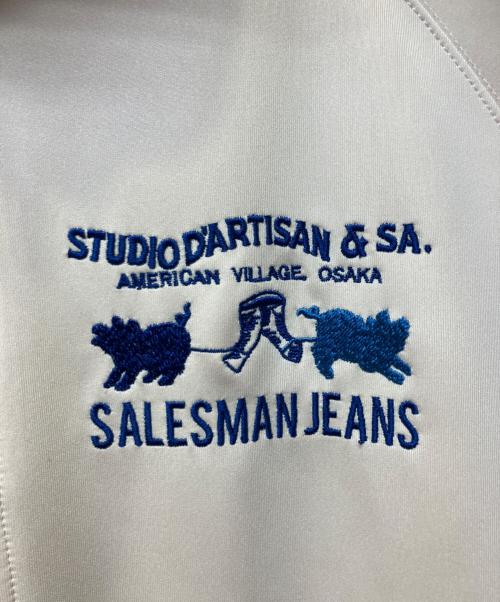 STUDIO D'ARTISAN & SA.
AMERICAN VILLAGE, OSAKA
SALESMAN JEANS